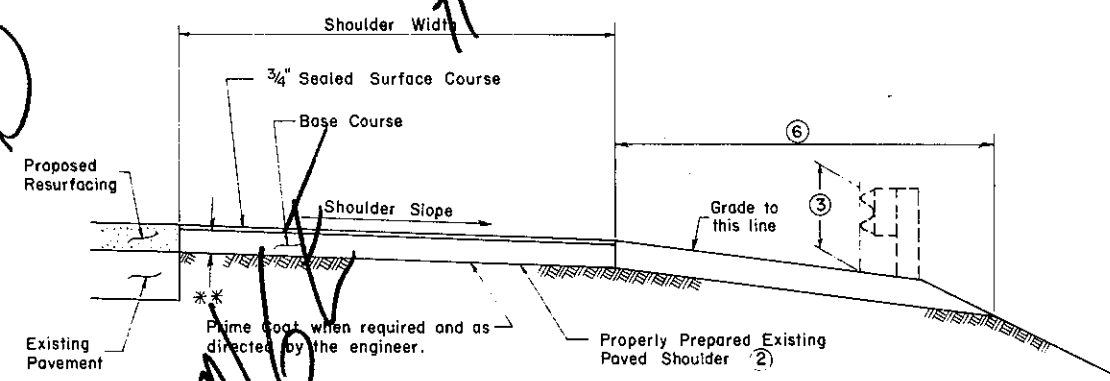 Shoulder Width
3/4" Sealed Surface Course
Base Course
Proposed
Resurfacing
Shoulder Slope
6
3
Grade to
this line
**
Prime Coat when required and as
directed by the engineer.
Existing
Pavement
Properly Prepared Existing
Paved Shoulder 2